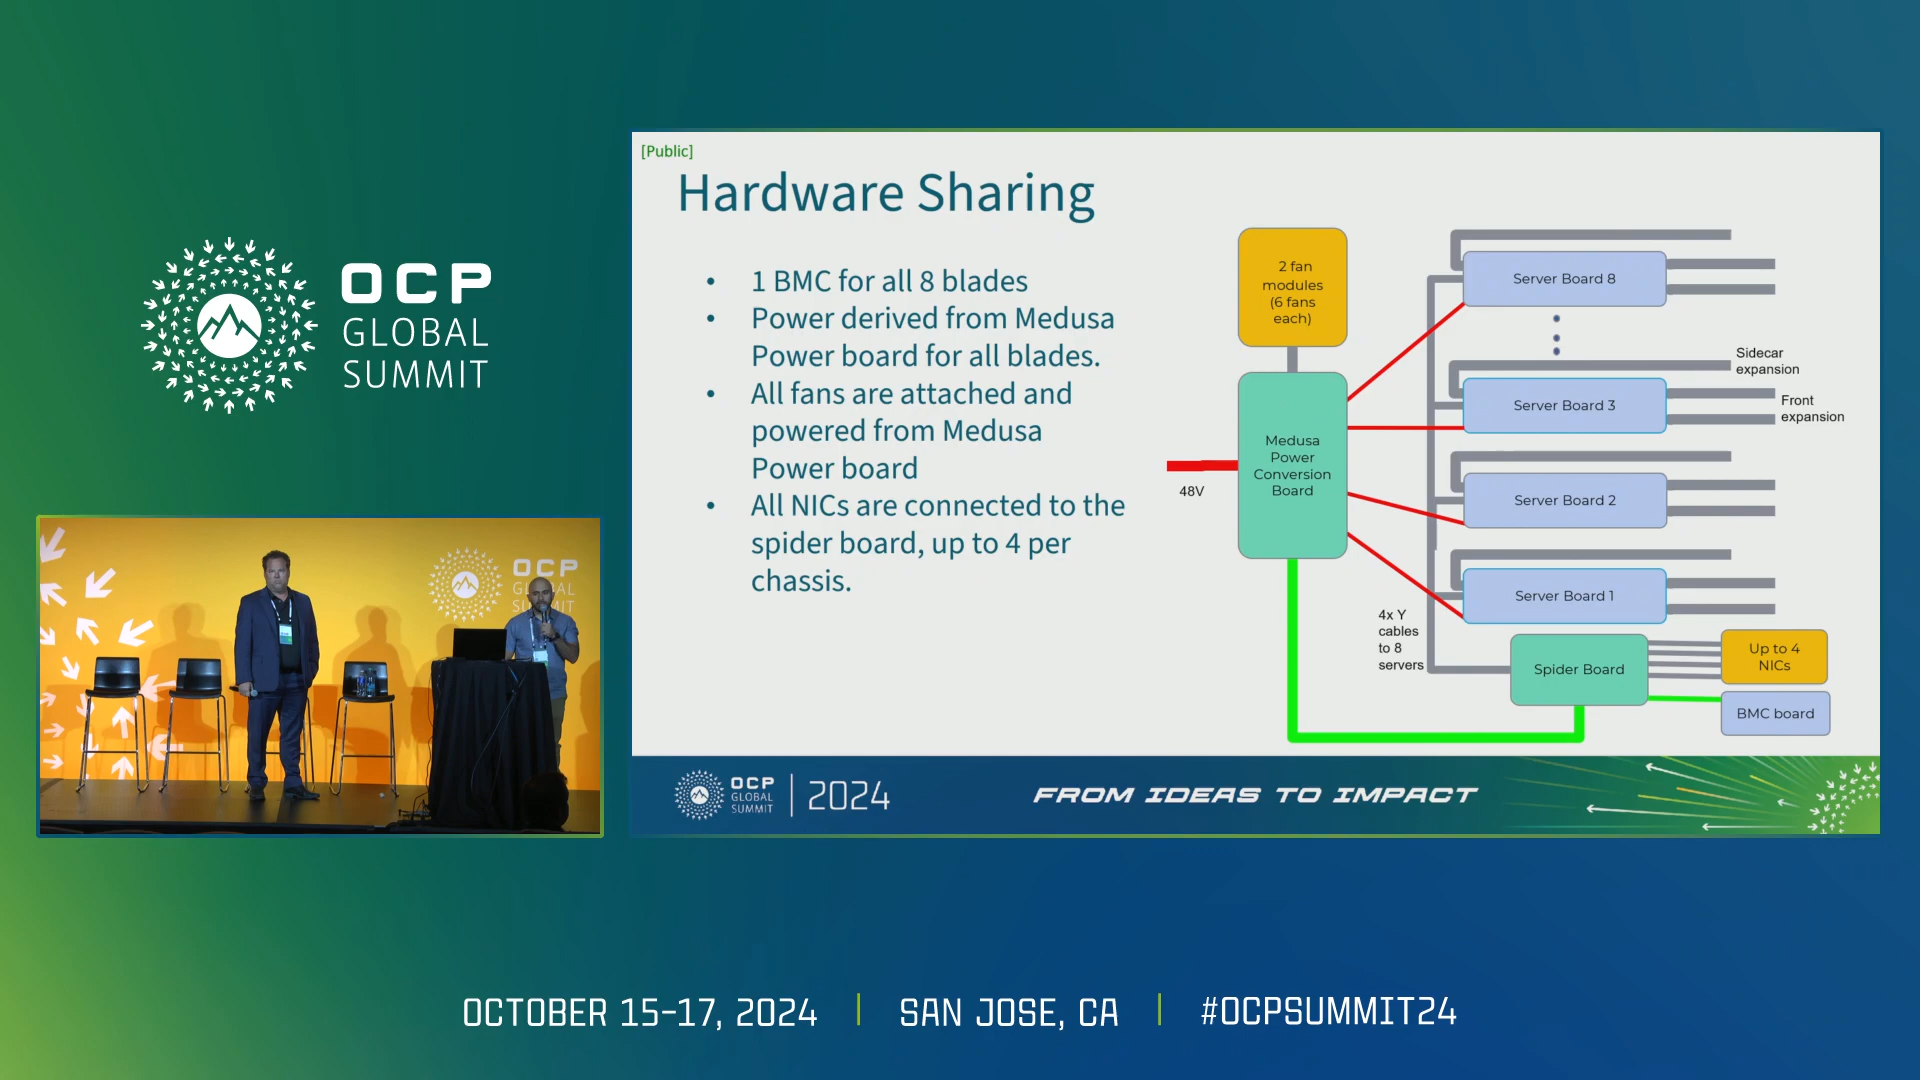 OCP
GLOBAL
SUMMIT
[Public]
Hardware Sharing
• 1 BMC for all 8 blades
• Power derived from Medusa
Power board for all blades.
• All fans are attached and
powered from Medusa
Power board
• All NICs are connected to the
spider board, up to 4 per
chassis.
2 fan
modules
(6 fans
each)
Medusa
Power
Conversion
Board
48V
Server Board 8
Sidecar
expansion
Server Board 3
Front
expansion
Server Board 2
Server Board 1
4x Y
cables
to 8
servers
Spider Board
Up to 4
NICs
BMC board
OCP
GLOBAL
SUMMIT
2024
FROM IDEAS TO IMPACT
OCP
GLOBAL
SUMMIT
OCTOBER 15-17, 2024 | SAN JOSE, CA | #OCPSUMMIT24